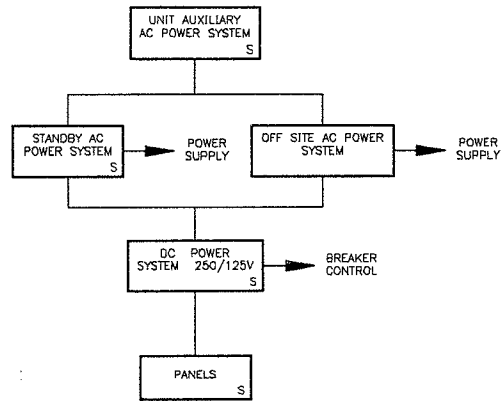 UNIT AUXILIARY
AC POWER SYSTEM
S
STANDBY AC
POWER SYSTEM
S
POWER
SUPPLY
OFF SITE AC POWER
SYSTEM
POWER
SUPPLY
DC POWER
SYSTEM 250/125V
S
BREAKER
CONTROL
PANELS
S